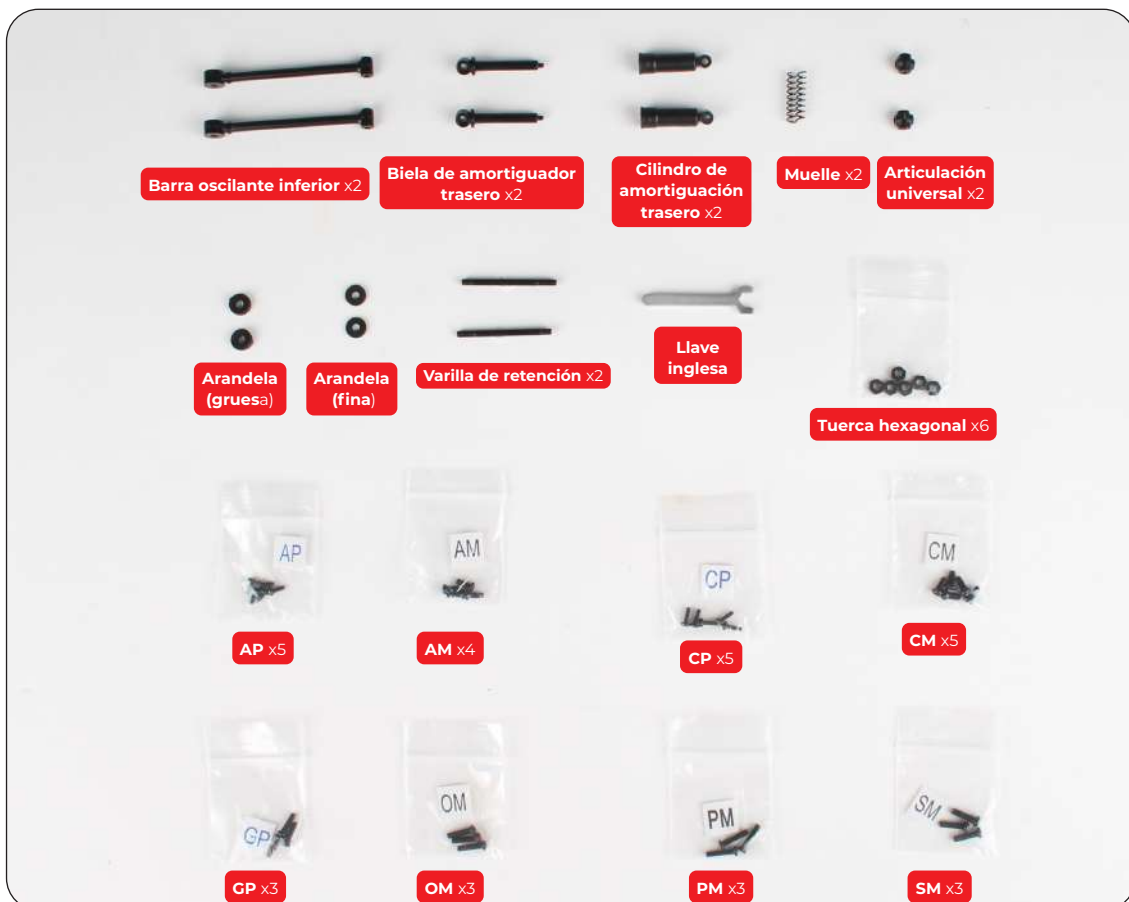 Barra oscilante inferior x2
Biela de amortiguador
trasero x2
Cilindro de
amortiguación
trasero x2
Muelle x2
Articulación
universal x2
Arandela
(gruesa)
Arandela
(fina)
Varilla de retención x2
Llave
inglesa
Tuerca hexagonal x6
AP
AM
CP
CM
AP x5
AM x4
CP x5
CM x5
GP
OM
PM
SM
GP x3
OM x3
PM x3
SM x3